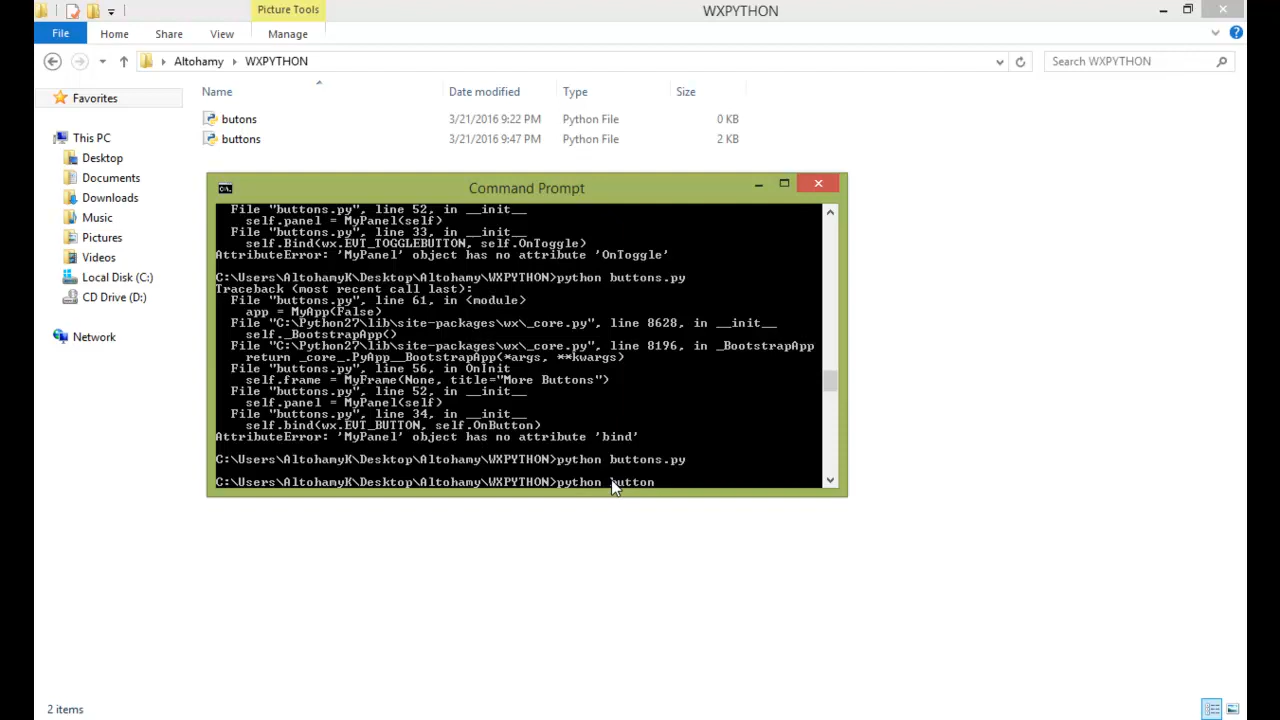 Picture Tools
WXPYTHON
File
Home
Share
View
Manage
Altohamy
WXPYTHON
Search WXPYTHON
Favorites
This PC
Desktop
Documents
Downloads
Music
Pictures
Videos
Local Disk (C:)
CD Drive (D:)
Network
Name
Date modified
Type
Size
butons
3/21/2016 9:22 PM
Python File
0 KB
buttons
3/21/2016 9:47 PM
Python File
2 KB
Command Prompt
File "buttons.py", line 52, in __init__
self.panel = MyPanel(self)
File "buttons.py", line 33, in __init__
self.Bind(wx.EVT_TOGGLEBUTTON, self.OnToggle)
AttributeError: 'MyPanel' object has no attribute 'OnToggle'
C:\Users\AltohamyK\Desktop\Altohamy\WXPYTHON>python buttons.py
Traceback (most recent call last):
File "buttons.py", line 61, in <module>
app = MyApp(False)
File "C:\Python27\lib\site-packages\wx\_core.py", line 8628, in __init__
self._BootstrapApp()
File "C:\Python27\lib\site-packages\wx\_core.py", line 8196, in _BootstrapApp
return _core_.PyApp__BootstrapApp(*args, **kwargs)
File "buttons.py", line 56, in OnInit
self.frame = MyFrame(None, title="More Buttons")
File "buttons.py", line 52, in __init__
self.panel = MyPanel(self)
File "buttons.py", line 34, in __init__
self.bind(wx.EVT_BUTTON, self.OnButton)
AttributeError: 'MyPanel' object has no attribute 'bind'
C:\Users\AltohamyK\Desktop\Altohamy\WXPYTHON>python buttons.py
C:\Users\AltohamyK\Desktop\Altohamy\WXPYTHON>python button
2 items